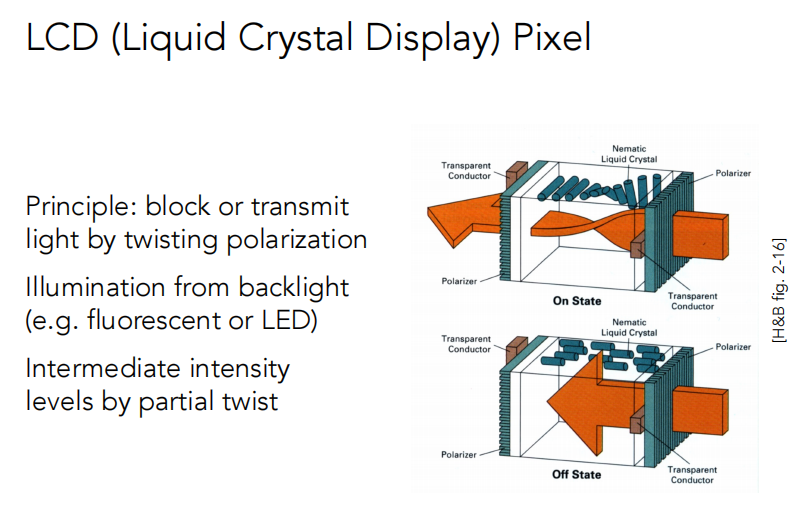 LCD (Liquid Crystal Display) Pixel
Principle: block or transmit
light by twisting polarization
Illumination from backlight
(e.g. fluorescent or LED)
Intermediate intensity
levels by partial twist
Nematic
Liquid Crystal
Transparent
Conductor
Polarizer
Polarizer
On State
Transparent
Conductor
Nematic
Liquid Crystal
Transparent
Conductor
Polarizer
Polarizer
Off State
Transparent
Conductor
[H&B fig. 2-16]